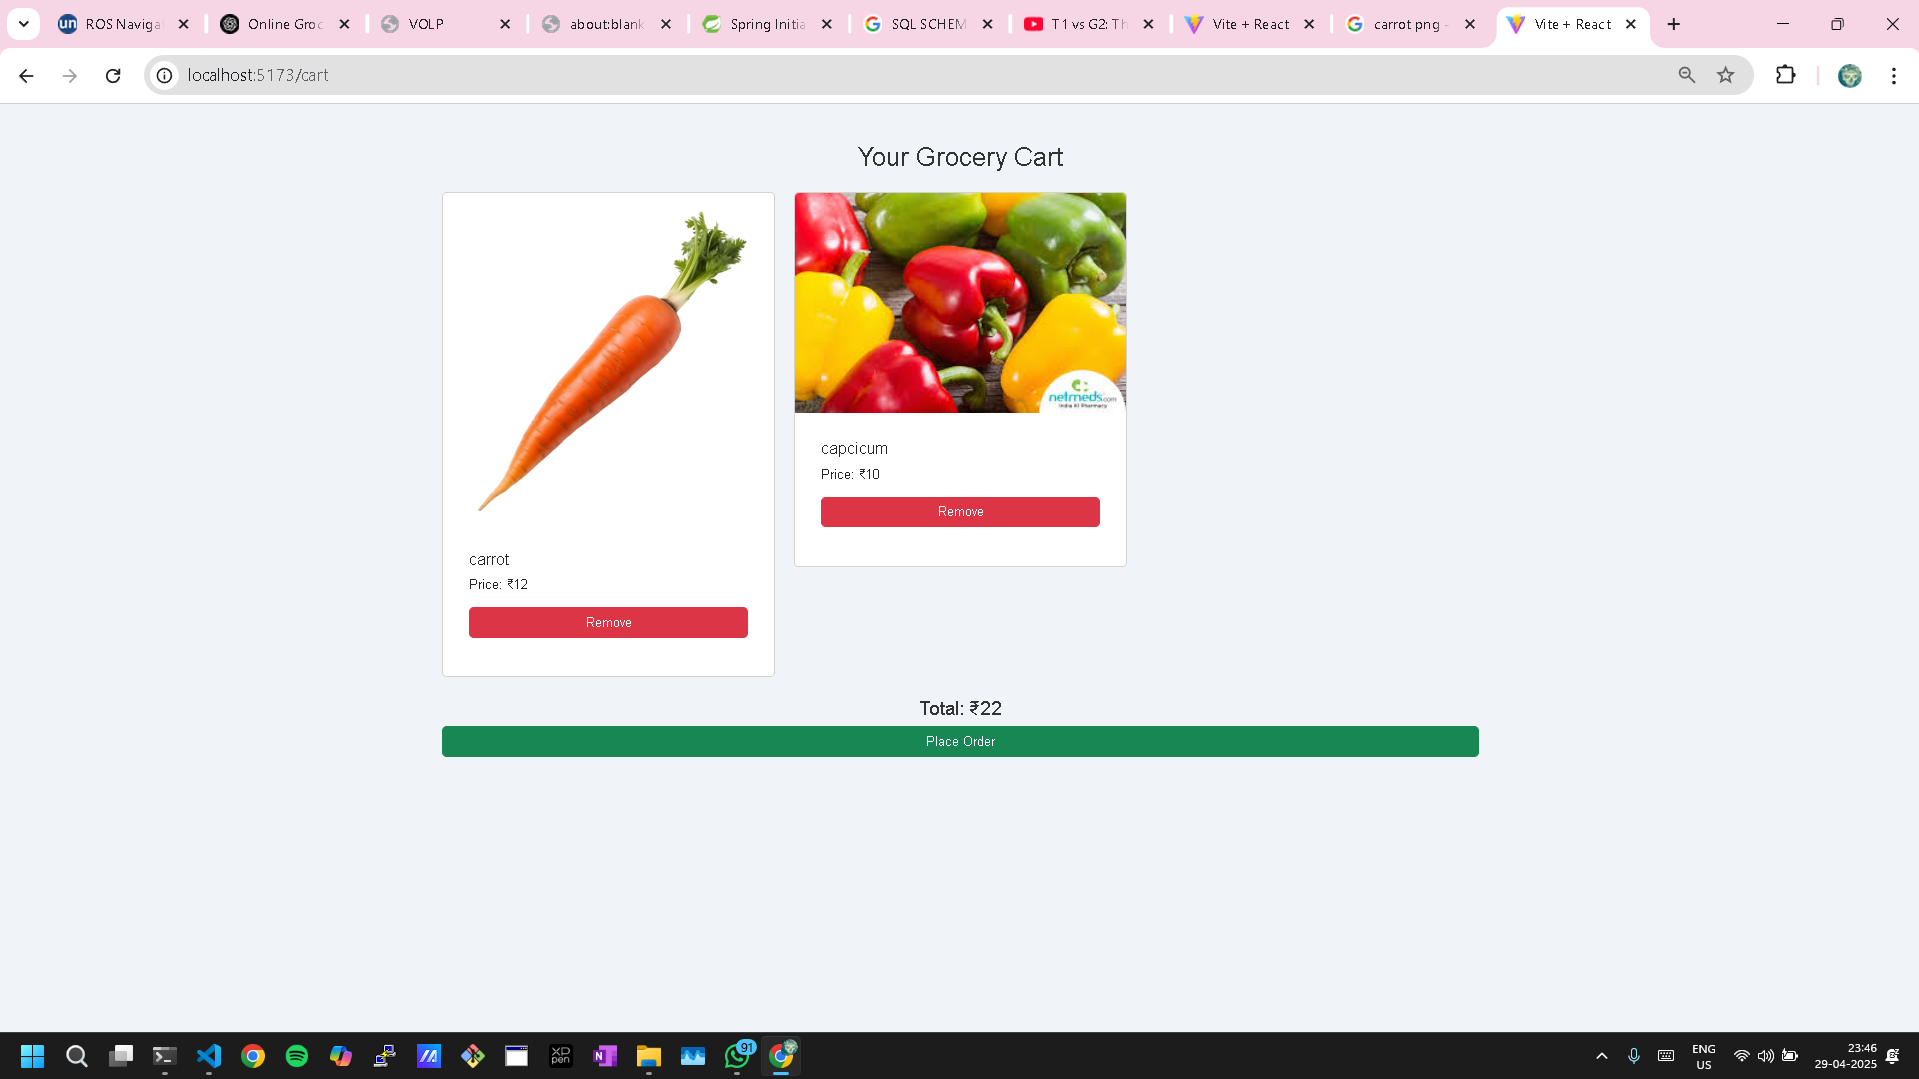 ROS Naviga
Online Groc
VOLP
about:blank
Spring Initia
SQL SCHEM
T1 vs G2: Th
Vite + React
carrot png -
Vite + React
localhost:5173/cart
Your Grocery Cart
netmeds.com
India Ki Pharmacy
carrot
Price: ₹12
Remove
capcicum
Price: ₹10
Remove
Total: ₹22
Place Order
XP
pen
N
91
ENG
US
23:46
29-04-2025